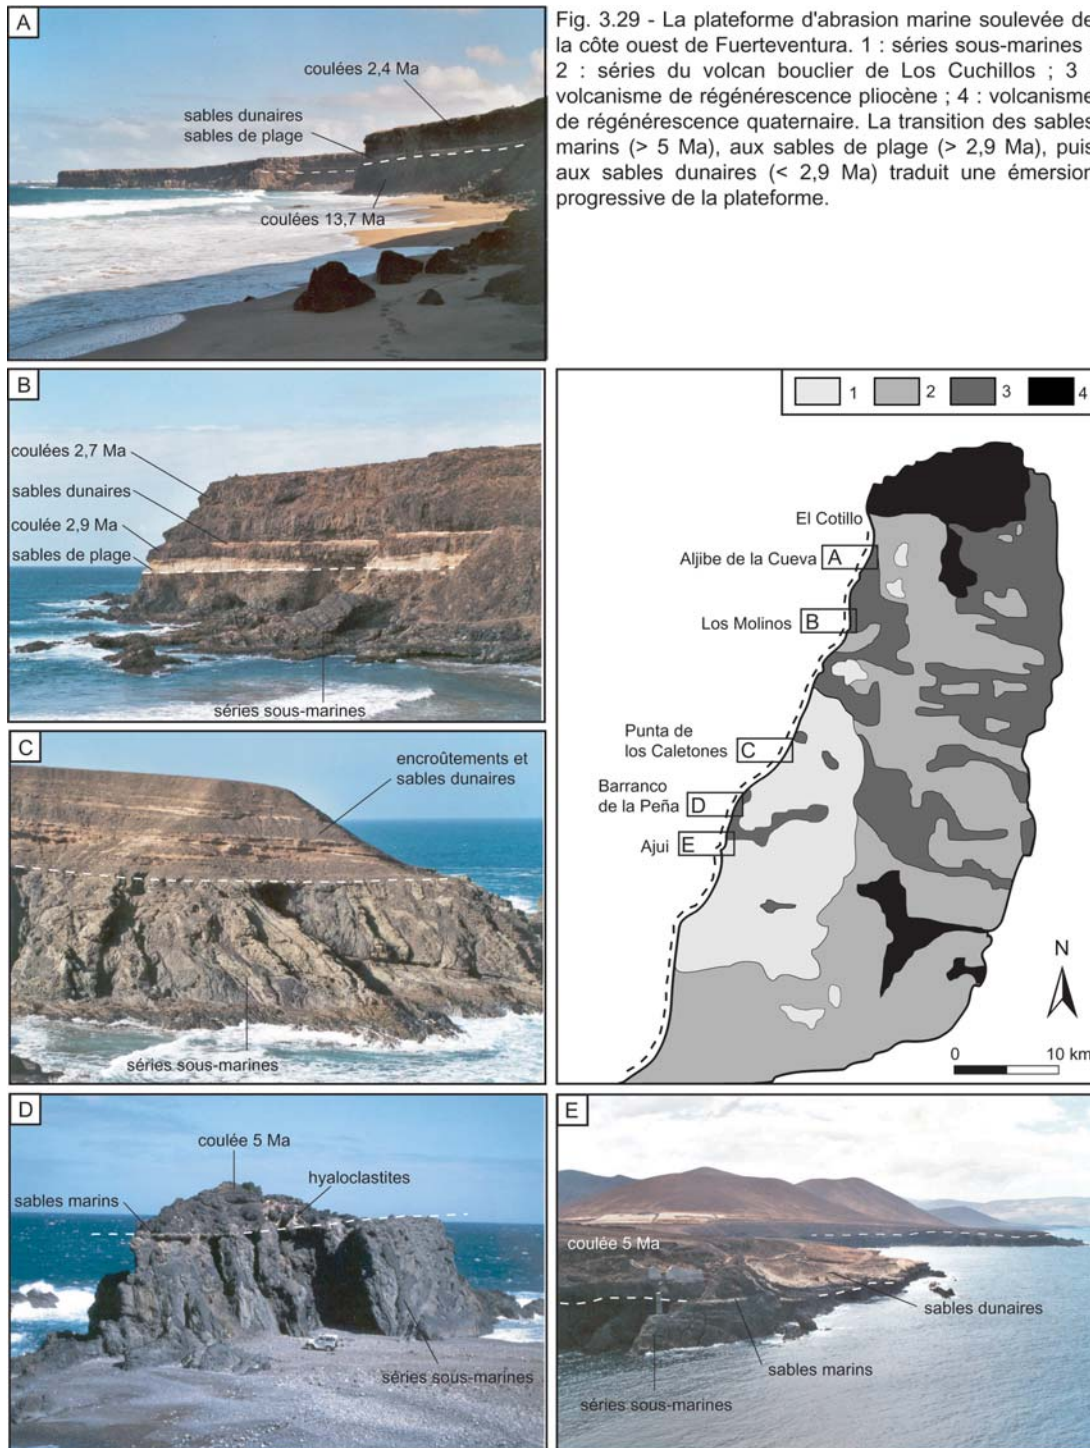 A
coulées 2,4 Ma
sables dunaires
sables de plage
coulées 13,7 Ma
Fig. 3.29 - La plateforme d'abrasion marine soulevée de
la côte ouest de Fuerteventura. 1 : séries sous-marines
2 : séries du volcan bouclier de Los Cuchillos ; 3
volcanisme de régénérescence pliocène ; 4 : volcanisme
de régénérescence quaternaire. La transition des sables
marins (> 5 Ma), aux sables de plage (> 2,9 Ma), puis
aux sables dunaires (< 2,9 Ma) traduit une émersion
progressive de la plateforme.
B
coulées 2,7 Ma
sables dunaires
coulée 2,9 Ma
sables de plage
séries sous-marines
C
encroûtements et
sables dunaires
séries sous-marines
1 2 3 4
El Cotillo
Aljibe de la Cueva
A
Los Molinos
B
Punta de
los Caletones
C
Barranco
de la Peña
D
Ajui
E
N
0 10 km
D
coulée 5 Ma
hyaloclastites
sables marins
séries sous-marines
E
coulée 5 Ma
sables dunaires
sables marins
séries sous-marines